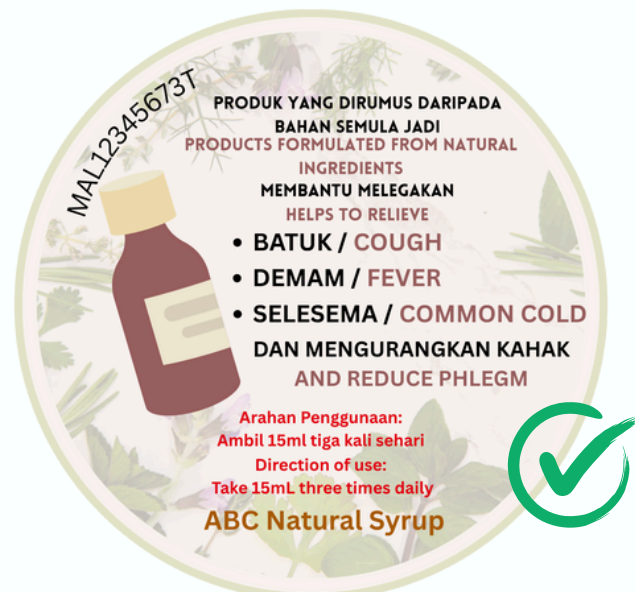 MAL12345673T
PRODUK YANG DIRUMUS DARIPADA
BAHAN SEMULA JADI
PRODUCTS FORMULATED FROM NATURAL
INGREDIENTS
MEMBANTU MELEGAKAN
HELPS TO RELIEVE
• BATUK / COUGH
• DEMAM / FEVER
• SELESEMA / COMMON COLD
DAN MENGURANGKAN KAHAK
AND REDUCE PHLEGM
Arahan Penggunaan:
Ambil 15ml tiga kali sehari
Direction of use:
Take 15mL three times daily
ABC Natural Syrup